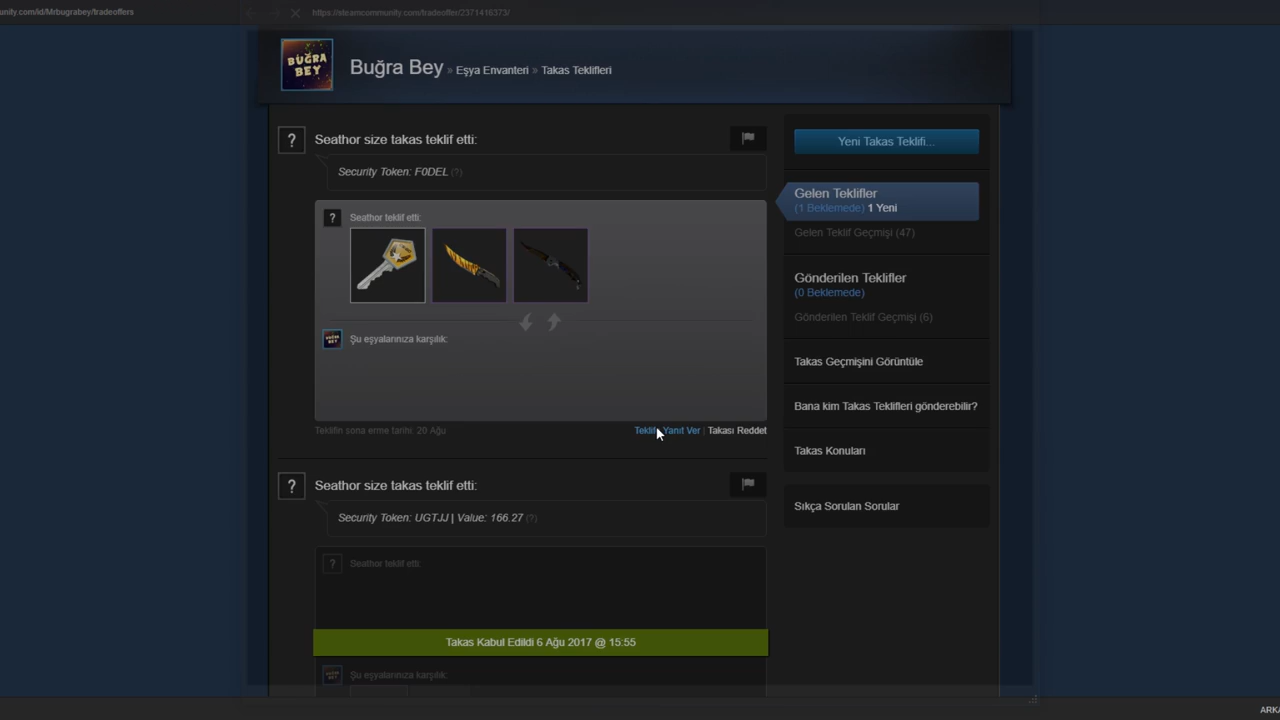 unity.com/id/Mrbugrabey/tradeoffers
https://steamcommunity.com/tradeoffer/2371416373/
BUĞRA
BEY
Buğra Bey » Eşya Envanteri » Takas Teklifleri
? Seathor size takas teklif etti:
Security Token: F0DEL (?)
? Seathor teklif etti:
Şu eşyalarınıza karşılık:
Teklifin sona erme tarihi: 20 Ağu
Teklife Yanıt Ver | Takası Reddet
? Seathor size takas teklif etti:
Security Token: UGTJJ | Value: 166.27 (?)
? Seathor teklif etti:
Takas Kabul Edildi 6 Ağu 2017 @ 15:55
Şu eşyalarınıza karşılık:
Yeni Takas Teklifi...
Gelen Teklifler
(1 Beklemede) 1 Yeni
Gelen Teklif Geçmişi (47)
Gönderilen Teklifler
(0 Beklemede)
Gönderilen Teklif Geçmişi (6)
Takas Geçmişini Görüntüle
Bana kim Takas Teklifleri gönderebilir?
Takas Konuları
Sıkça Sorulan Sorular
ARKA